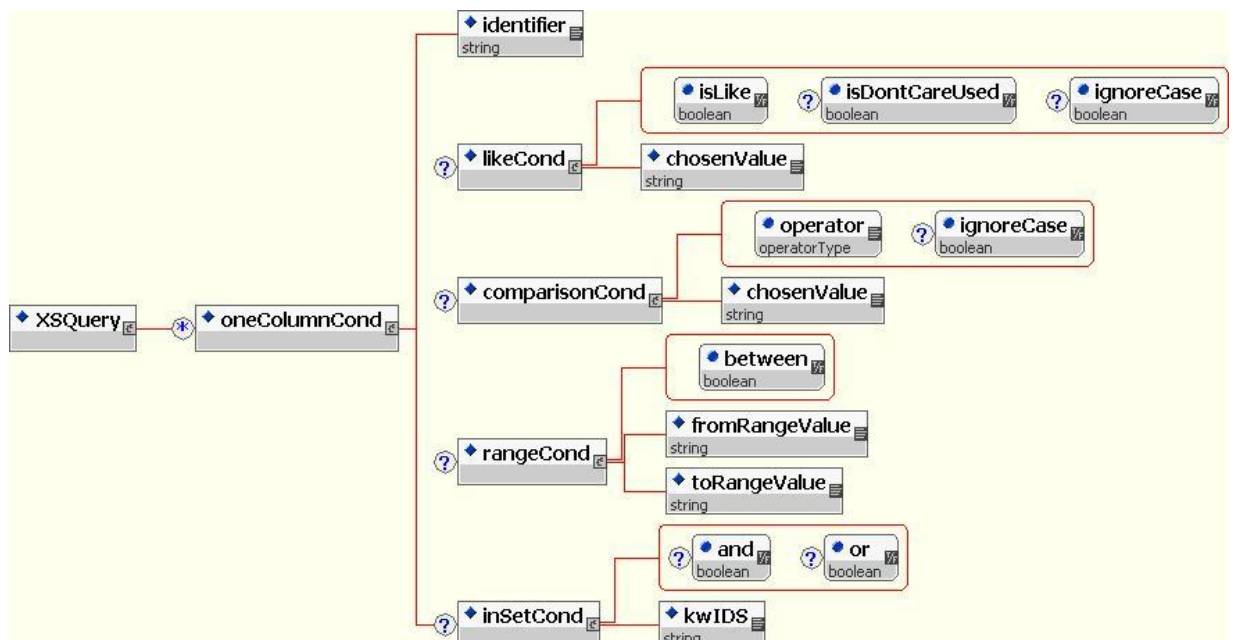 identifier
string
isLike
boolean
? isDontCareUsed
boolean
? ignoreCase
boolean
? likeCond
chosenValue
string
operator
operatorType
? ignoreCase
boolean
? comparisonCond
chosenValue
string
XSQuery
* oneColumnCond
between
boolean
fromRangeValue
string
? rangeCond
toRangeValue
string
? and
boolean
? or
boolean
? inSetCond
kwIDS
string